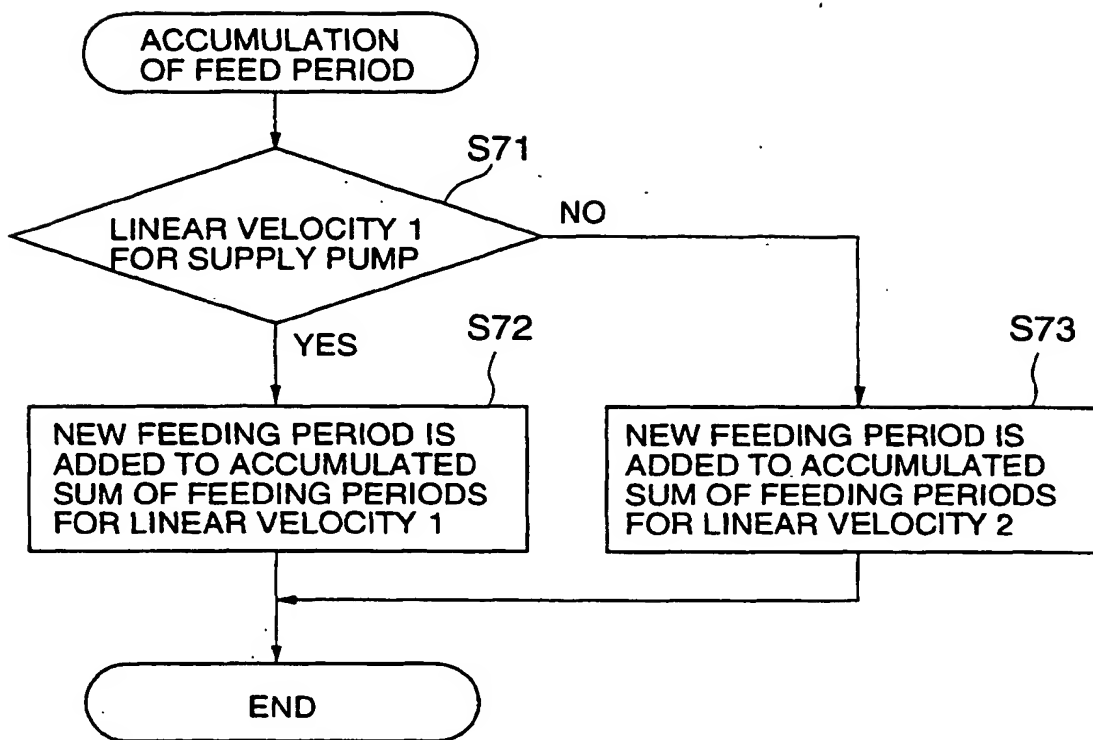 ACCUMULATION
OF FEED PERIOD
S71
LINEAR VELOCITY 1
FOR SUPPLY PUMP
NO
YES
S72
NEW FEEDING PERIOD IS
ADDED TO ACCUMULATED
SUM OF FEEDING PERIODS
FOR LINEAR VELOCITY 1
S73
NEW FEEDING PERIOD IS
ADDED TO ACCUMULATED
SUM OF FEEDING PERIODS
FOR LINEAR VELOCITY 2
END